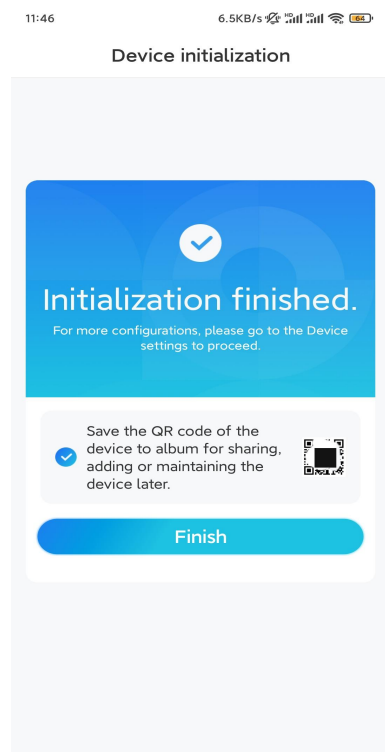 11:46
6.5KB/s HD HD 64
Device initialization
Initialization finished.
For more configurations, please go to the Device
settings to proceed.
Save the QR code of the
device to album for sharing,
adding or maintaining the
device later.
Finish